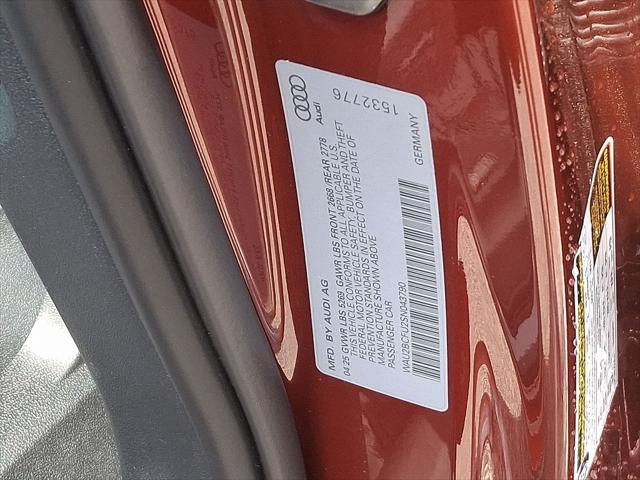 MFD. BY AUDI AG
04.25 GVWR LBS 5269 GAWR LBS FRONT 2668 /REAR 2778
THIS VEHICLE CONFORMS TO ALL APPLICABLE U.S.
FEDERAL MOTOR VEHICLE SAFETY, BUMPER AND THEFT
PREVENTION STANDARDS IN EFFECT ON THE DATE OF
MANUFACTURE SHOWN ABOVE
PASSENGER CAR
WAU2BCFU2SN043790
GERMANY
Audi
1532776